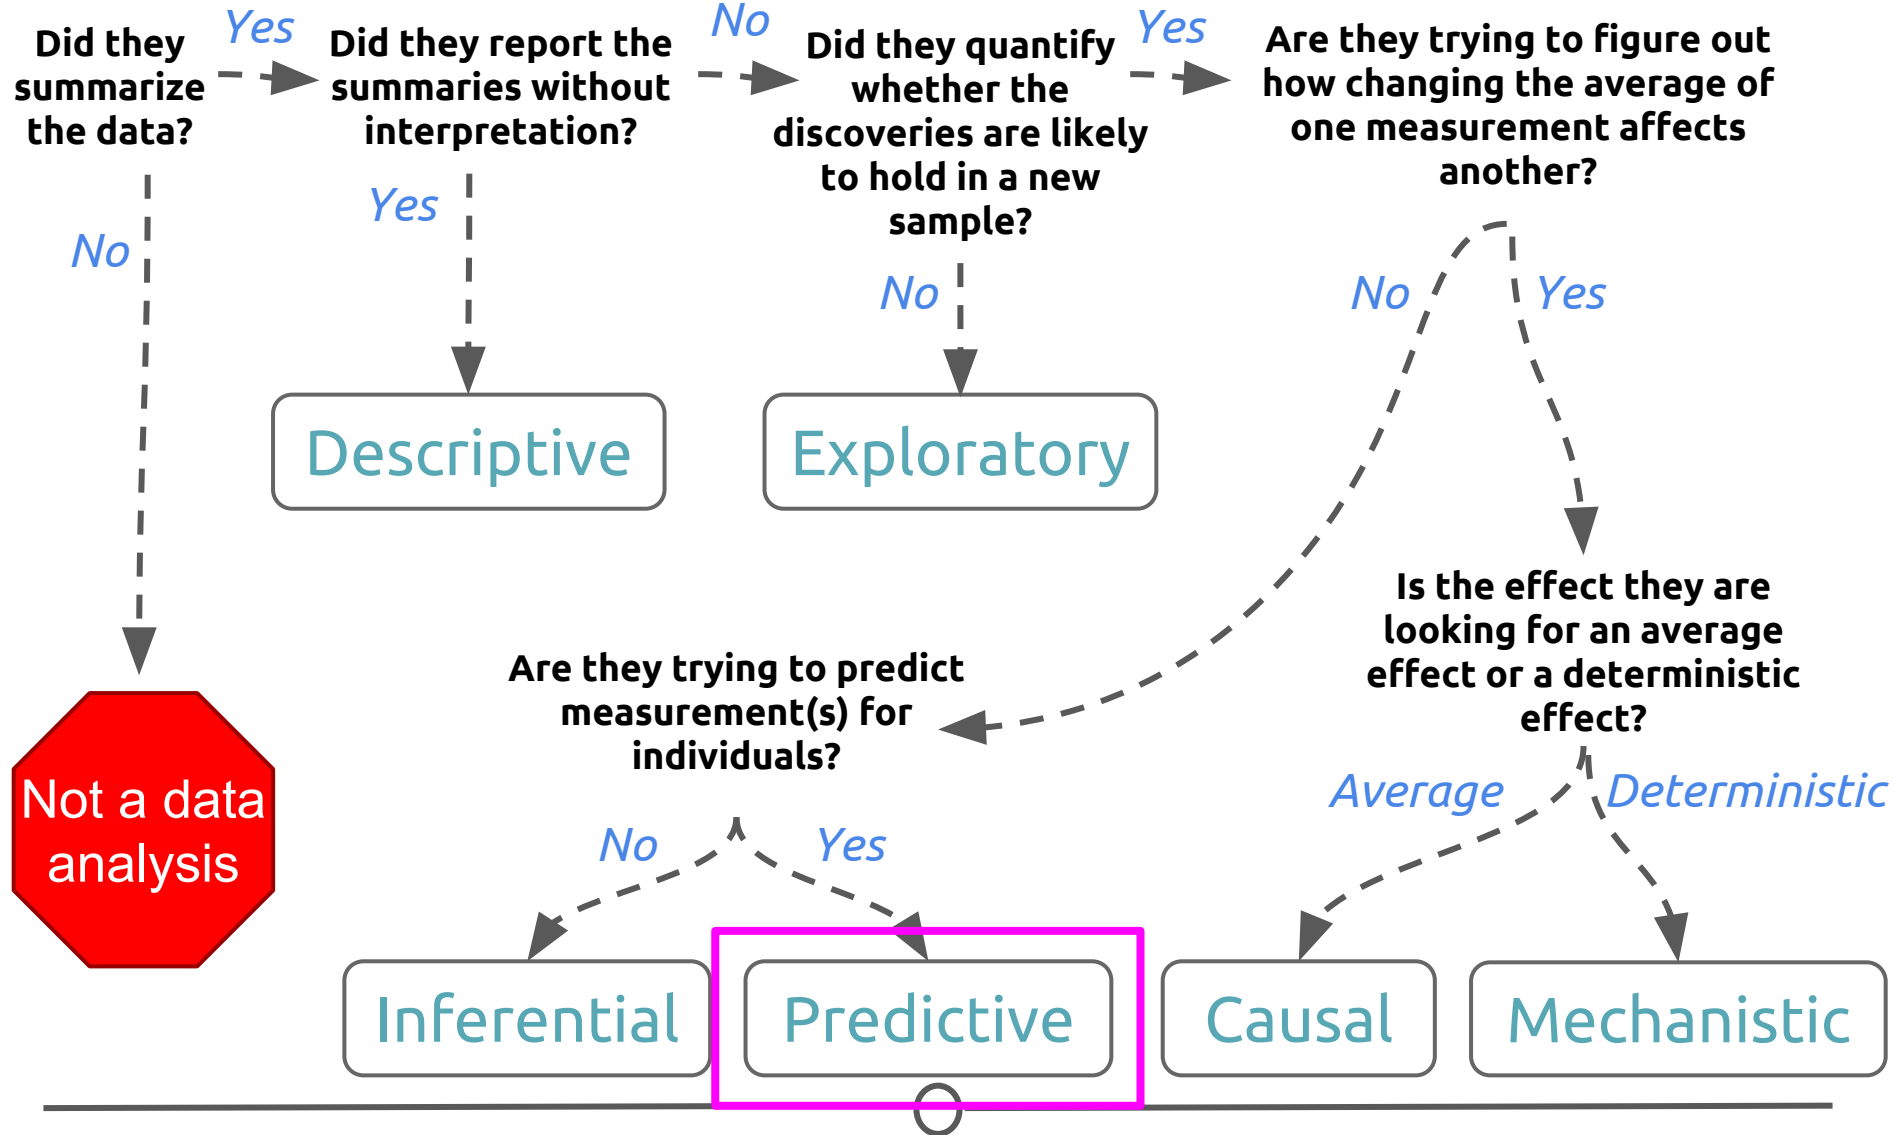 Did they
summarize
the data?
Yes
Did they report the
summaries without
interpretation?
No
Did they quantify
whether the
discoveries are likely
to hold in a new
sample?
Yes
Are they trying to figure out
how changing the average of
one measurement affects
another?
No
Yes
No
No
Yes
Descriptive
Exploratory
Is the effect they are
looking for an average
effect or a deterministic
effect?
Are they trying to predict
measurement(s) for
individuals?
Not a data
analysis
No
Yes
Average
Deterministic
Inferential
Predictive
Causal
Mechanistic